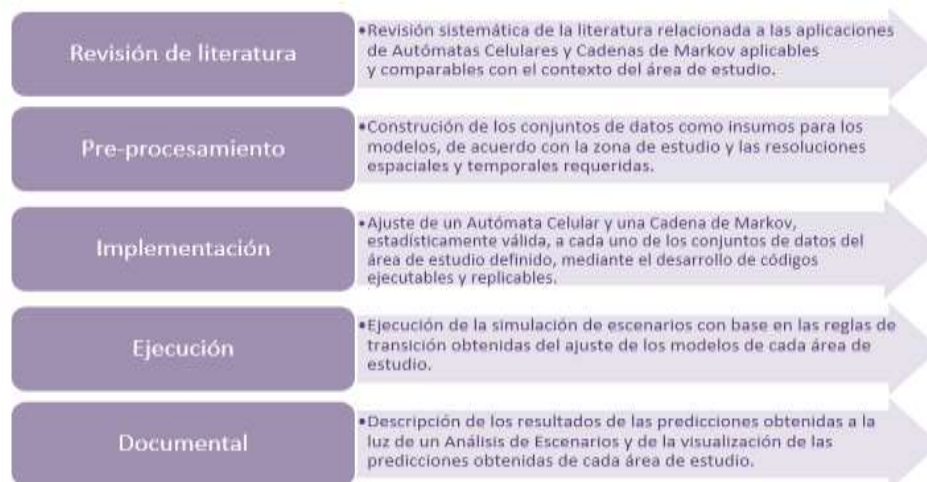 Revisión de literatura
•Revisión sistemática de la literatura relacionada a las aplicaciones
de Autómatas Celulares y Cadenas de Markov aplicables
y comparables con el contexto del área de estudio.
Pre-procesamiento
•Construción de los conjuntos de datos como insumos para los
modelos, de acuerdo con la zona de estudio y las resoluciones
espaciales y temporales requeridas.
Implementación
•Ajuste de un Autómata Celular y una Cadena de Markov,
estadísticamente válida, a cada uno de los conjuntos de datos del
área de estudio definido, mediante el desarrollo de códigos
ejecutables y replicables.
Ejecución
•Ejecución de la simulación de escenarios con base en las reglas de
transición obtenidas del ajuste de los modelos de cada área de
estudio.
Documental
•Descripción de los resultados de las predicciones obtenidas a la
luz de un Análisis de Escenarios y de la visualización de las
predicciones obtenidas de cada área de estudio.